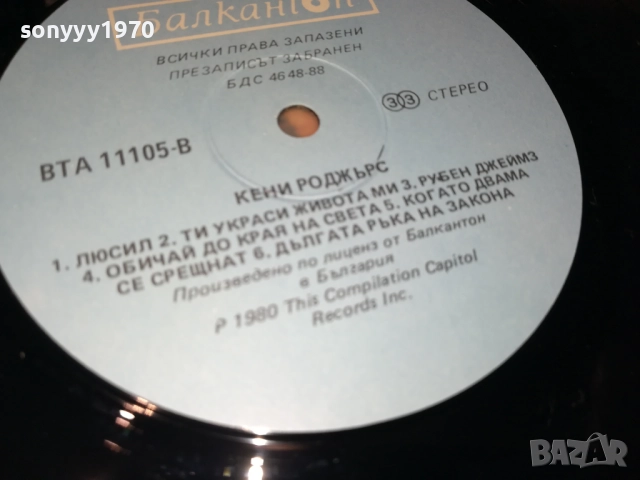 sonyyy1970
Балкантон
ВСИЧКИ ПРАВА ЗАПАЗЕНИ
ПРЕЗАПИСЪТ ЗАБРАНЕН
БДС 4648-88
33 СТЕРЕО
ВТА 11105-В
КЕНИ РОДЖЪРС
1. ЛЮСИЛ 2. ТИ УКРАСИ ЖИВОТА МИ 3. РУБЕН ДЖЕЙМЗ
4. ОБИЧАЙ ДО КРАЯ НА СВЕТА 5. КОГАТО ДВАМА
СЕ СРЕЩНАТ 6. ДЪЛГАТА РЪКА НА ЗАКОНА
Произведено по лиценз от Балкантон
в България
℗ 1980 This Compilation Capitol
Records Inc.
BAZAR.bg